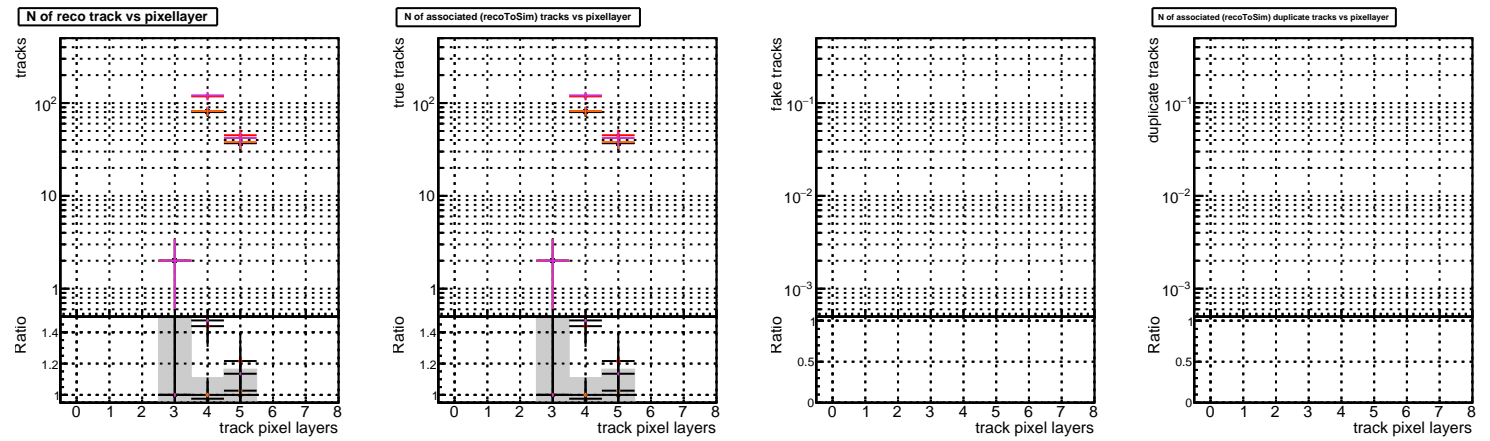 N of reco track vs pixellayer
tracks
10²
10
1
Ratio
1.4
1.2
1
0 1 2 3 4 5 6 7 8
track pixel layers
N of associated (recoToSim) tracks vs pixellayer
true tracks
10²
10
1
Ratio
1.4
1.2
1
0 1 2 3 4 5 6 7 8
track pixel layers
fake tracks
10⁻¹
10⁻²
10⁻³
Ratio
1
0.5
0
0 1 2 3 4 5 6 7 8
track pixel layers
N of associated (recoToSim) duplicate tracks vs pixellayer
duplicate tracks
10⁻¹
10⁻²
10⁻³
Ratio
1
0.5
0
0 1 2 3 4 5 6 7 8
track pixel layers